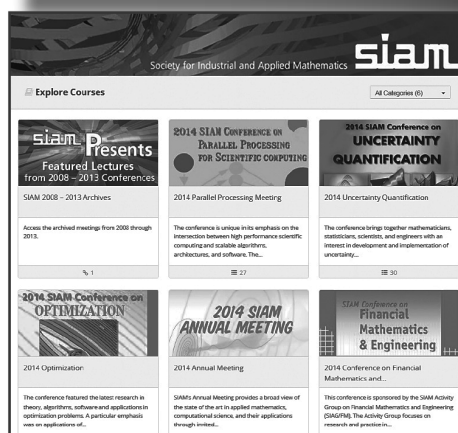 Society for Industrial and Applied Mathematics siam
Explore Courses
All Categories (6)
siam Presents
Featured Lectures
from 2008 – 2013 Conferences
SIAM 2008 – 2013 Archives
Access the archived meetings from 2008 through
2013.
1
2014 SIAM CONFERENCE ON
PARALLEL PROCESSING
FOR SCIENTIFIC COMPUTING
2014 Parallel Processing Meeting
The conference is unique in its emphasis on the
intersection between high performance scientific
computing and scalable algorithms,
architectures, and software. The...
27
2014 SIAM Conference on
UNCERTAINTY
QUANTIFICATION
2014 Uncertainty Quantification
The conference brings together mathematicians,
statisticians, scientists, and engineers with an
interest in development and implementation of
uncertainty...
30
2014 SIAM Conference on
OPTIMIZATION
2014 Optimization
The conference featured the latest research in
theory, algorithms, software and applications in
optimization problems. A particular emphasis
was on applications of...
2014 SIAM
ANNUAL MEETING
2014 Annual Meeting
SIAM's Annual Meeting provides a broad view of
the state of the art in applied mathematics,
computational science, and their applications
through invited...
SIAM Conference on
Financial
Mathematics
& Engineering
2014 Conference on Financial
Mathematics and...
This conference is sponsored by the SIAM Activity
Group on Financial Mathematics and Engineering
(SIAG/FM). The Activity Group focuses on
research and practice in...